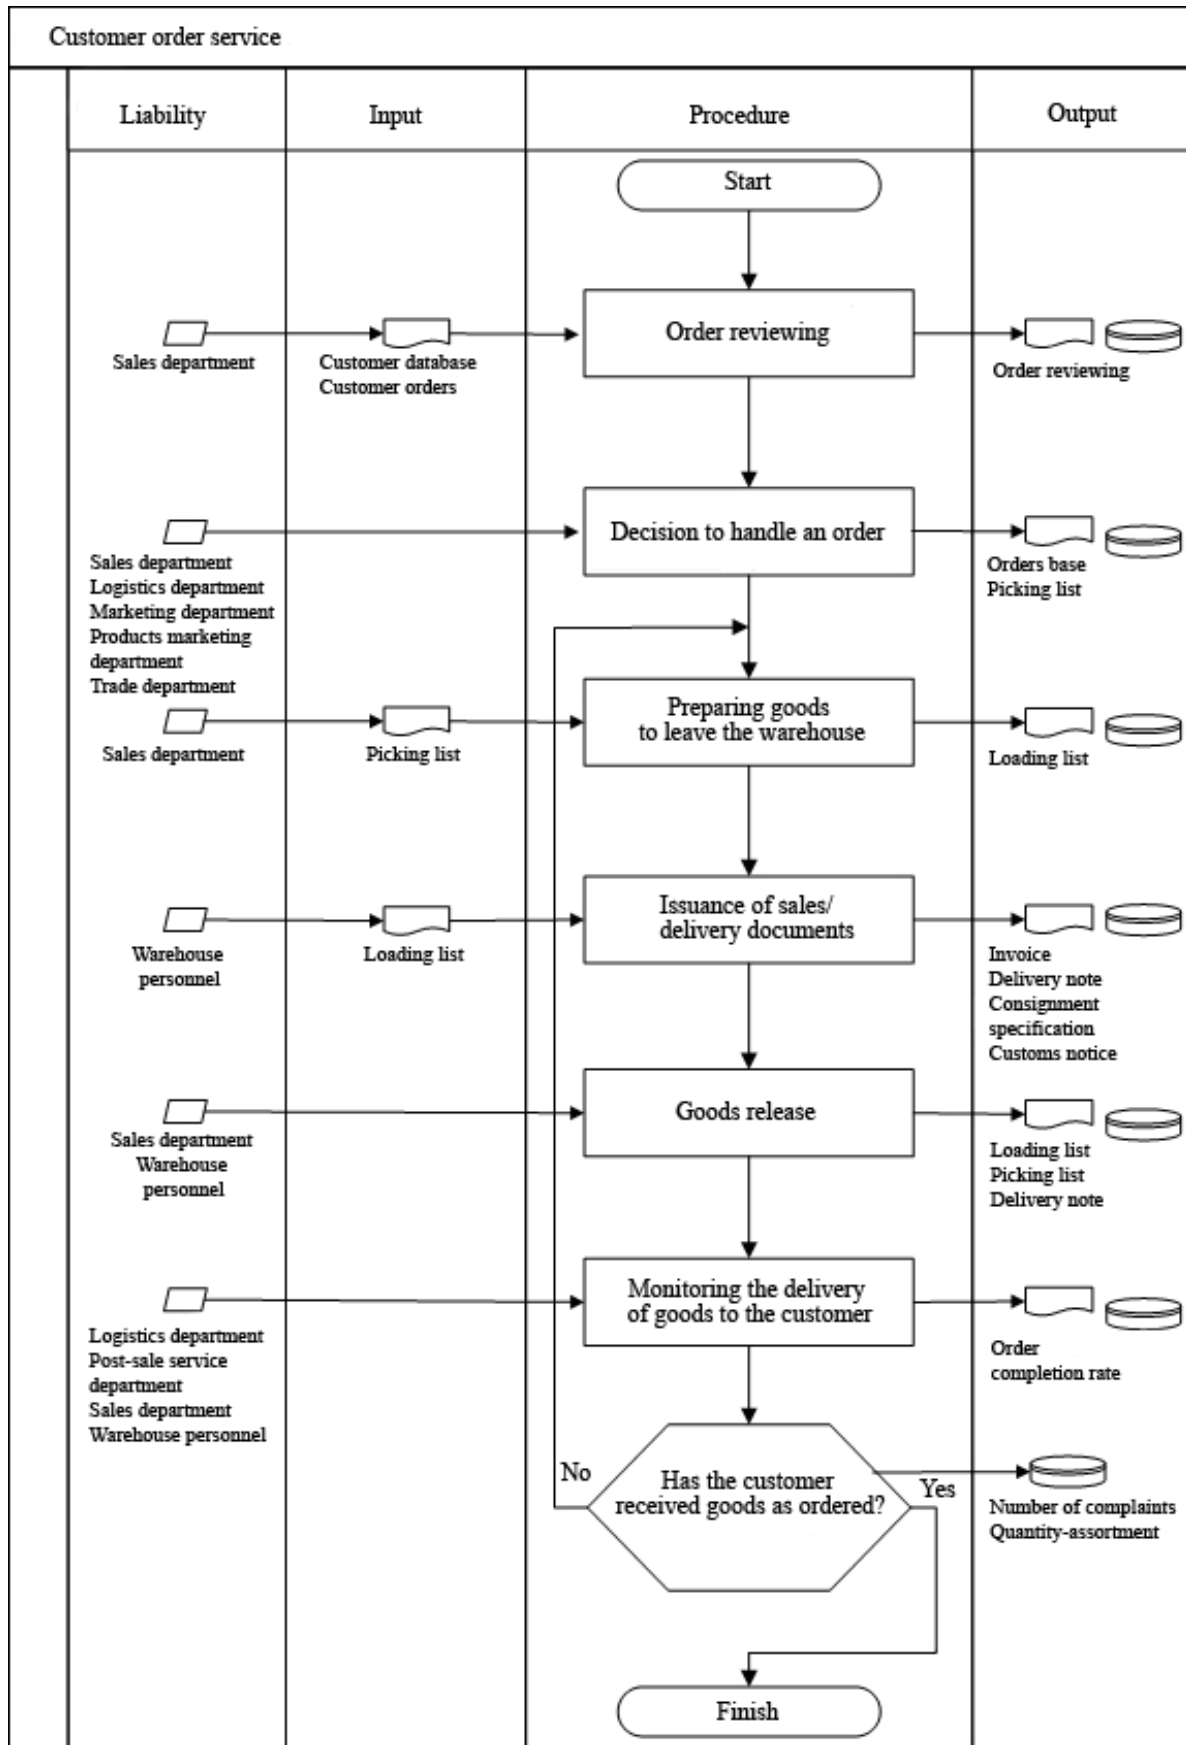 Customer order service
Liability
Input
Procedure
Output
Start
Sales department
Customer database
Customer orders
Order reviewing
Order reviewing
Sales department
Logistics department
Marketing department
Products marketing
department
Trade department
Decision to handle an order
Orders base
Picking list
Sales department
Picking list
Preparing goods
to leave the warehouse
Loading list
Warehouse
personnel
Loading list
Issuance of sales/
delivery documents
Invoice
Delivery note
Consignment
specification
Customs notice
Sales department
Warehouse
personnel
Goods release
Loading list
Picking list
Delivery note
Logistics department
Post-sale service
department
Sales department
Warehouse personnel
Monitoring the delivery
of goods to the customer
Order
completion rate
No
Has the customer
received goods as ordered?
Yes
Number of complaints
Quantity-assortment
Finish